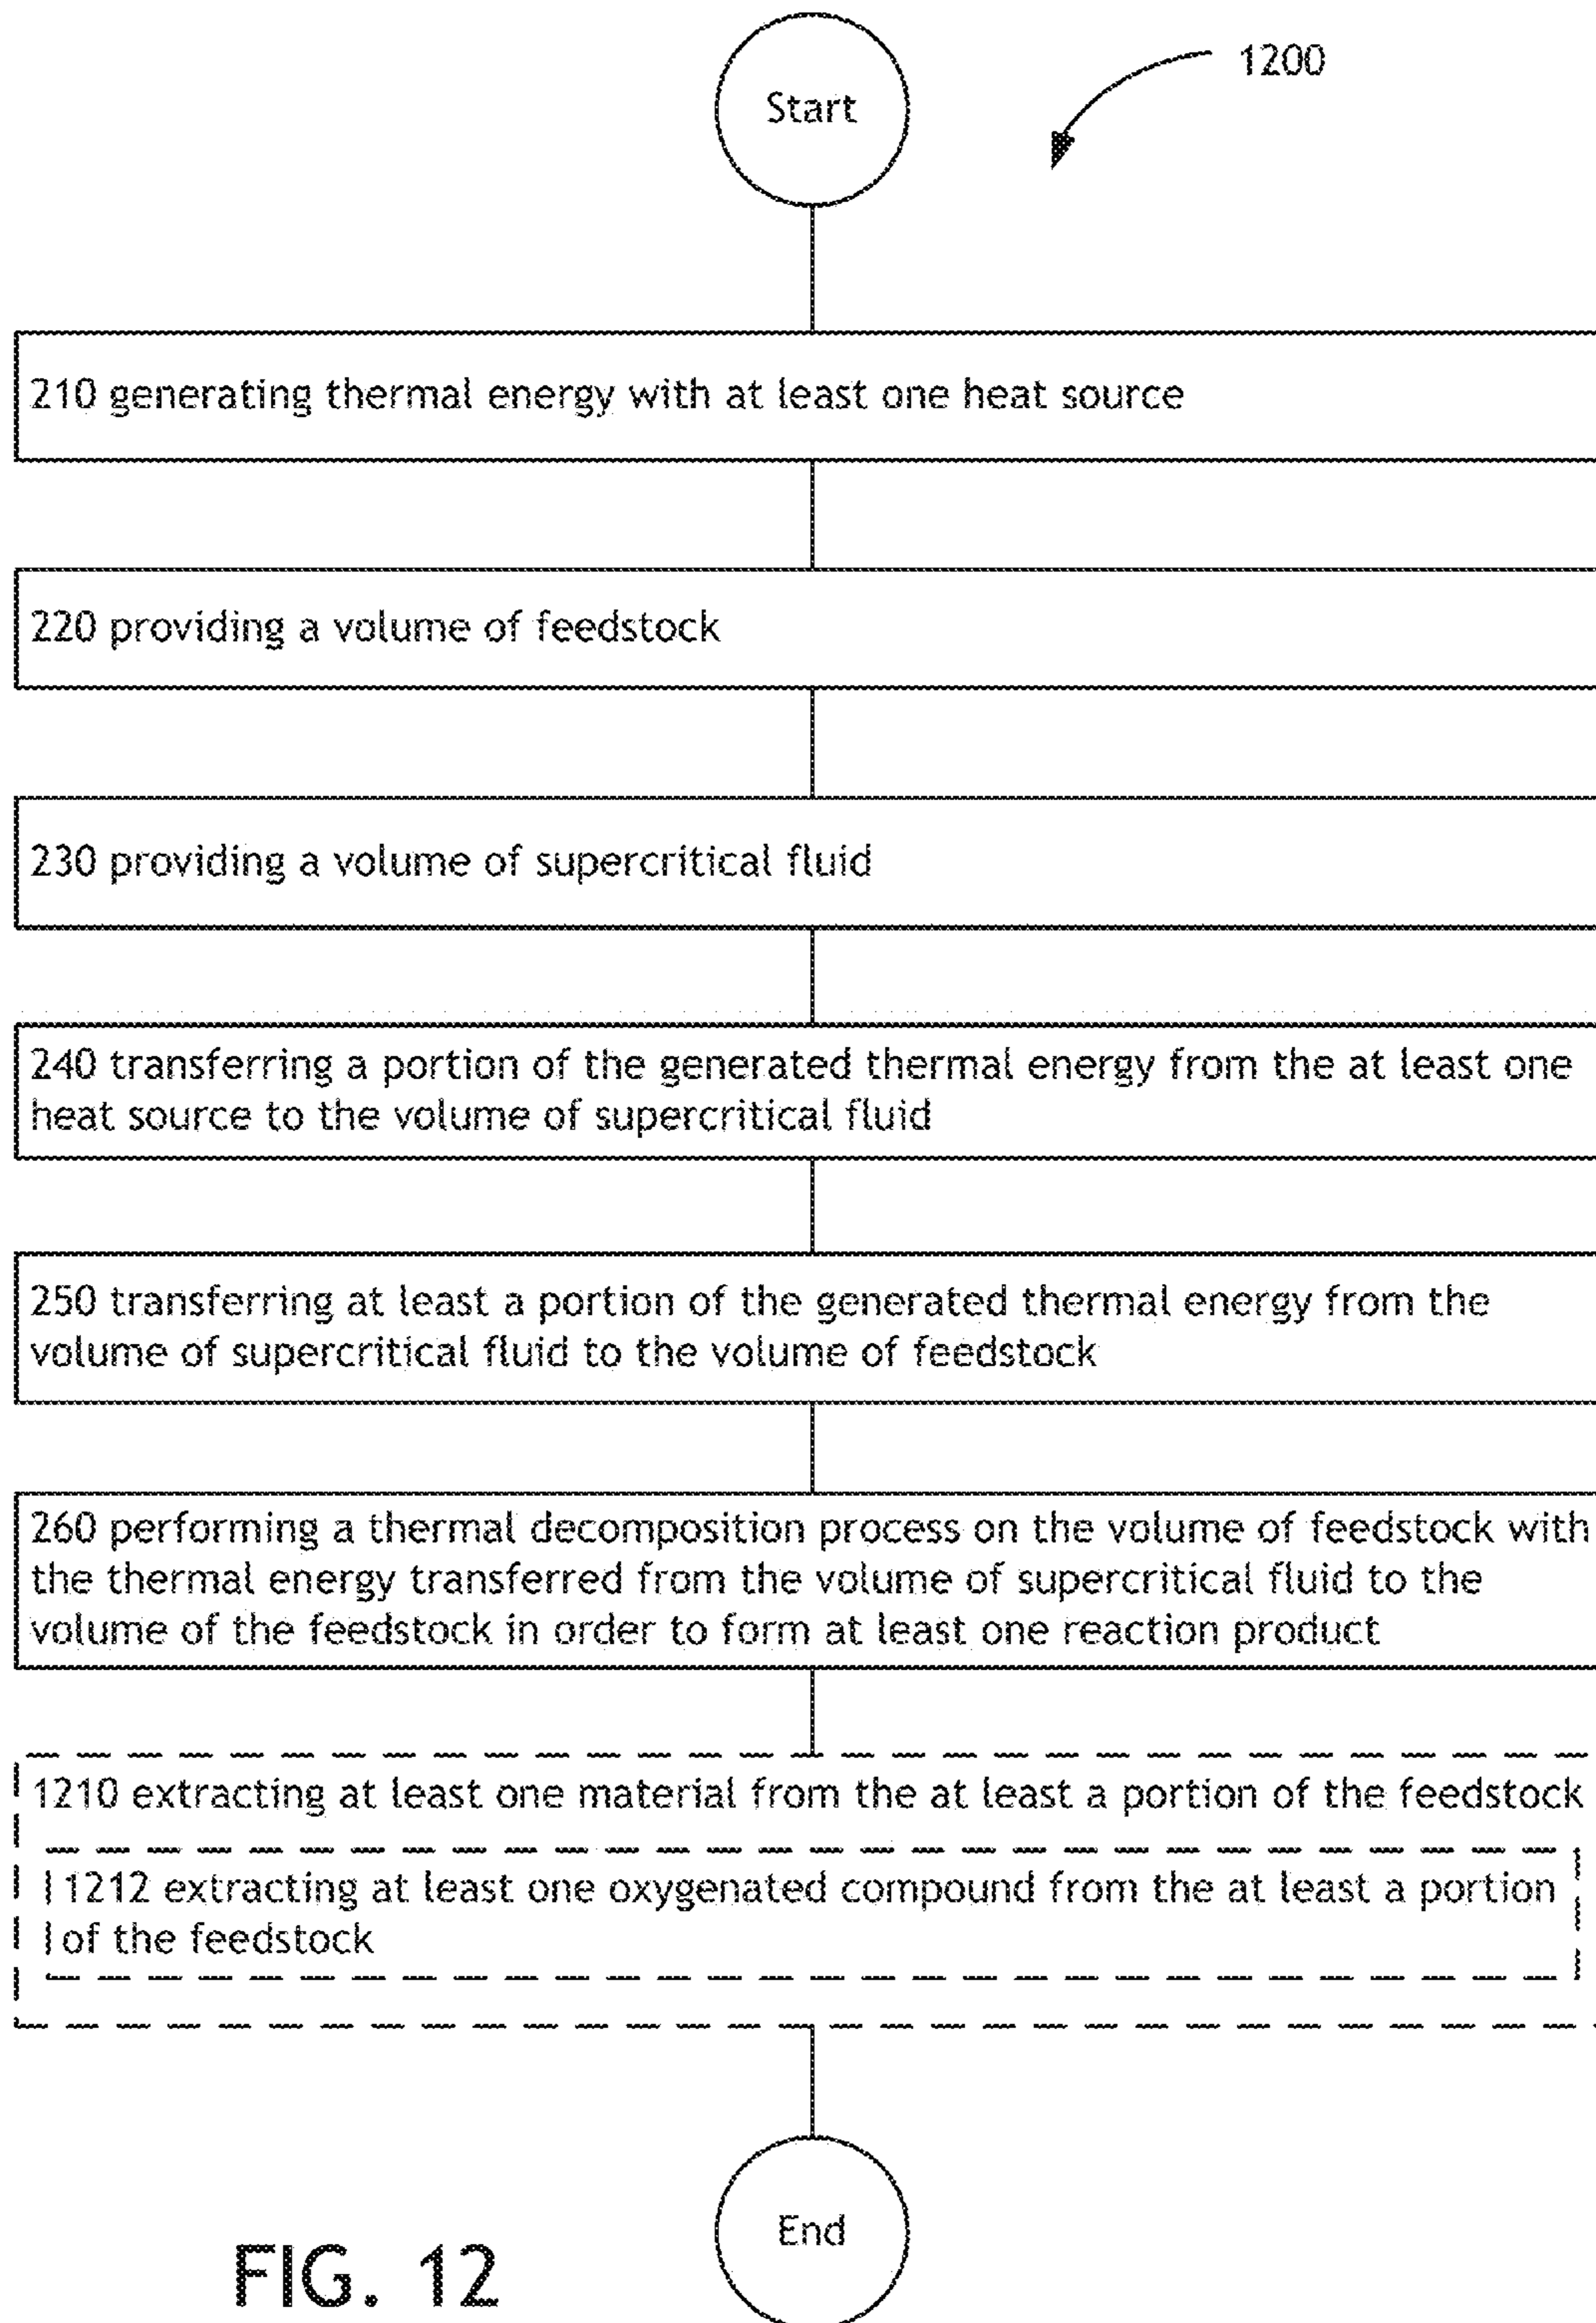 Start
1200
210 generating thermal energy with at least one heat source
220 providing a volume of feedstock
230 providing a volume of supercritical fluid
240 transferring a portion of the generated thermal energy from the at least one
heat source to the volume of supercritical fluid
250 transferring at least a portion of the generated thermal energy from the
volume of supercritical fluid to the volume of feedstock
260 performing a thermal decomposition process on the volume of feedstock with
the thermal energy transferred from the volume of supercritical fluid to the
volume of the feedstock in order to form at least one reaction product
1210 extracting at least one material from the at least a portion of the feedstock
1212 extracting at least one oxygenated compound from the at least a portion
of the feedstock
End
FIG. 12